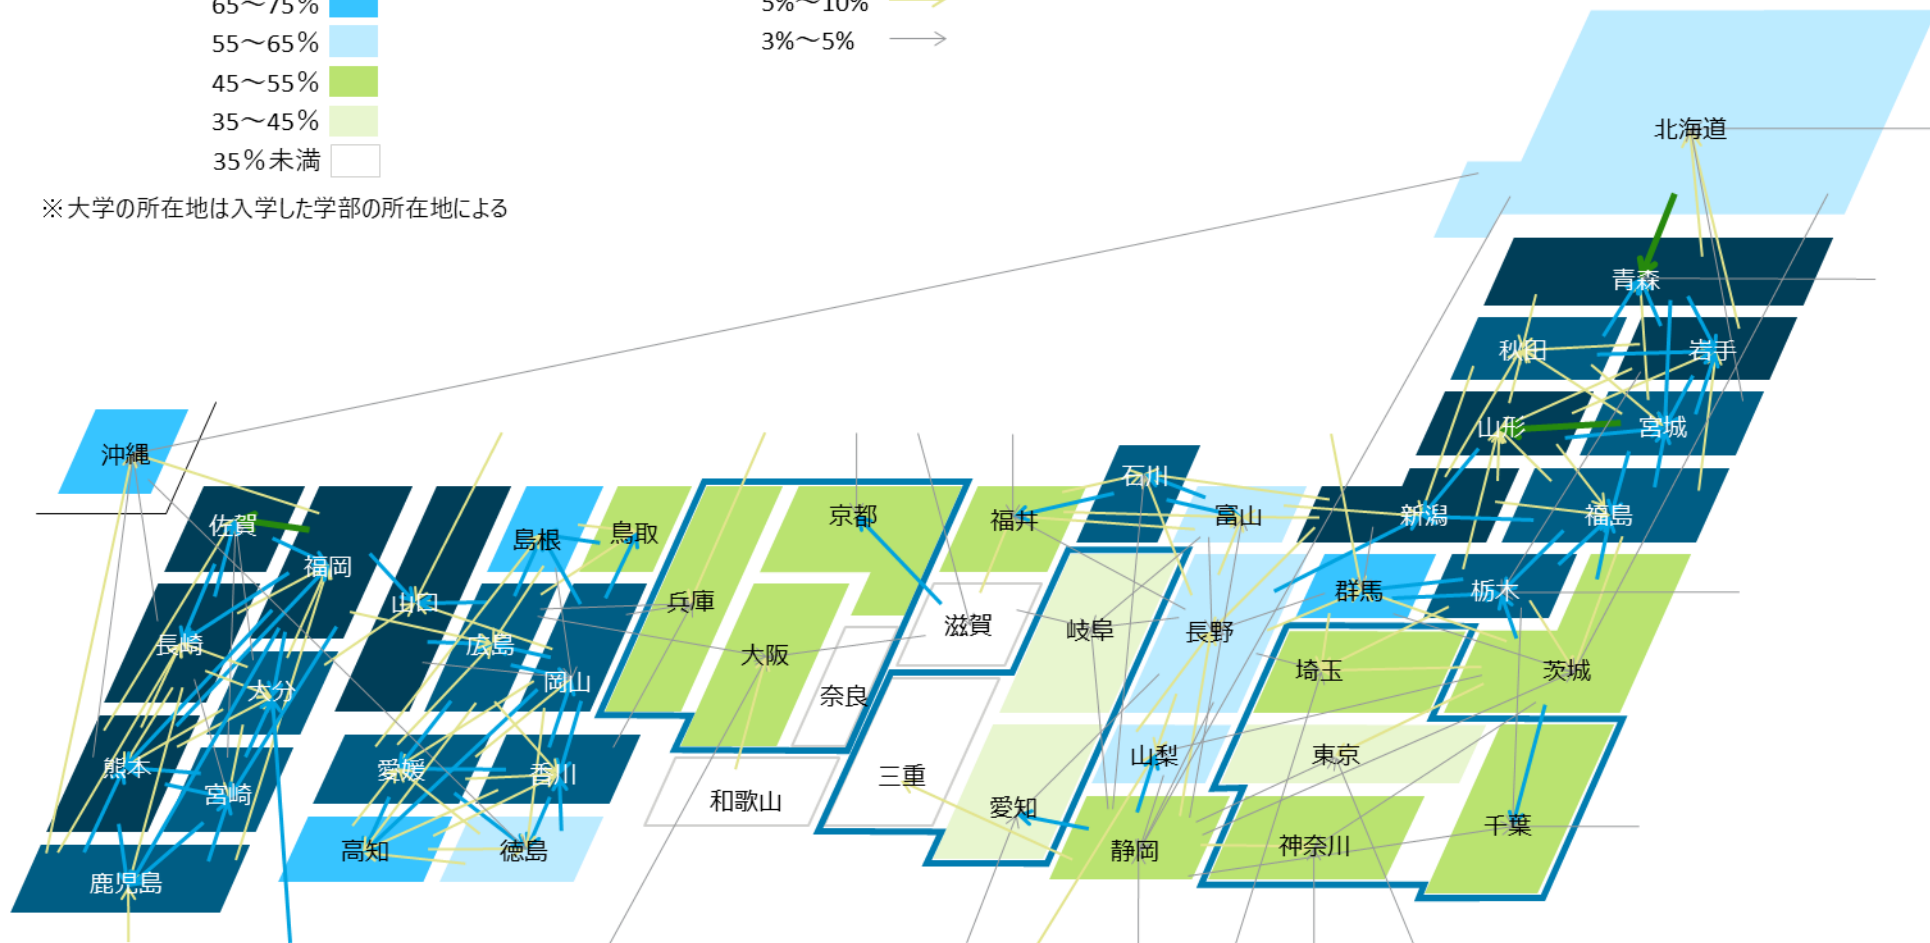 65～75％
5%～10%
55～65％
3%～5%
45～55％
35～45％
35％未満
※大学の所在地は入学した学部の所在地による
北海道
青森
秋田
岩手
山形
宮城
沖縄
石川
新潟
福島
佐賀
京都
福井
富山
島根
鳥取
福岡
山口
兵庫
群馬
栃木
長崎
広島
滋賀
岐阜
長野
大阪
埼玉
茨城
大分
岡山
奈良
熊本
愛媛
香川
三重
山梨
東京
宮崎
和歌山
愛知
千葉
高知
徳島
静岡
神奈川
鹿児島